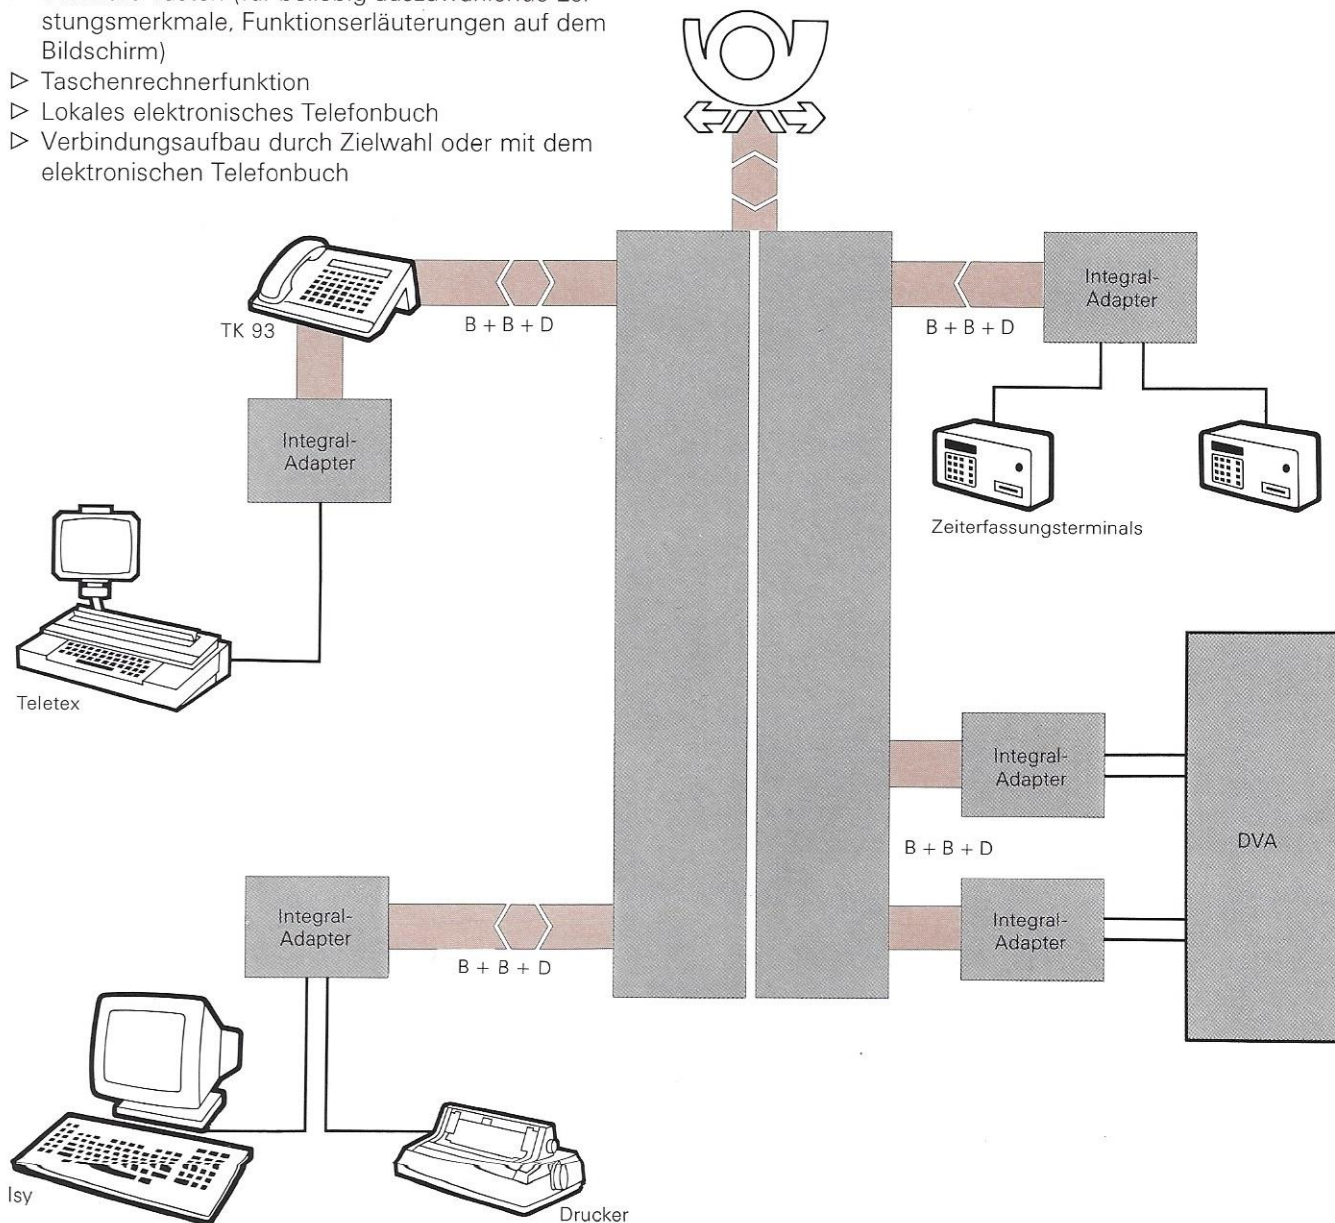 stungsmerkmale, Funktionserläuterungen auf dem
Bildschirm)
▷ Taschenrechnerfunktion
▷ Lokales elektronisches Telefonbuch
▷ Verbindungsaufbau durch Zielwahl oder mit dem
elektronischen Telefonbuch
TK 93
B + B + D
B + B + D
Integral-
Adapter
Integral-
Adapter
Zeiterfassungsterminals
Teletex
Integral-
Adapter
B + B + D
DVA
Integral-
Adapter
B + B + D
Integral-
Adapter
Isy
Drucker